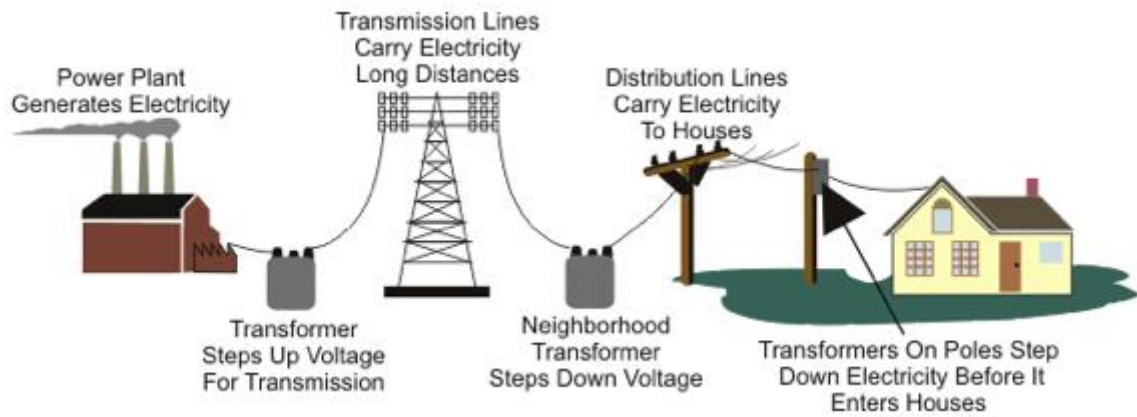 Power Plant
Generates Electricity
Transmission Lines
Carry Electricity
Long Distances
Distribution Lines
Carry Electricity
To Houses
Transformer
Steps Up Voltage
For Transmission
Neighborhood
Transformer
Steps Down Voltage
Transformers On Poles Step
Down Electricity Before It
Enters Houses